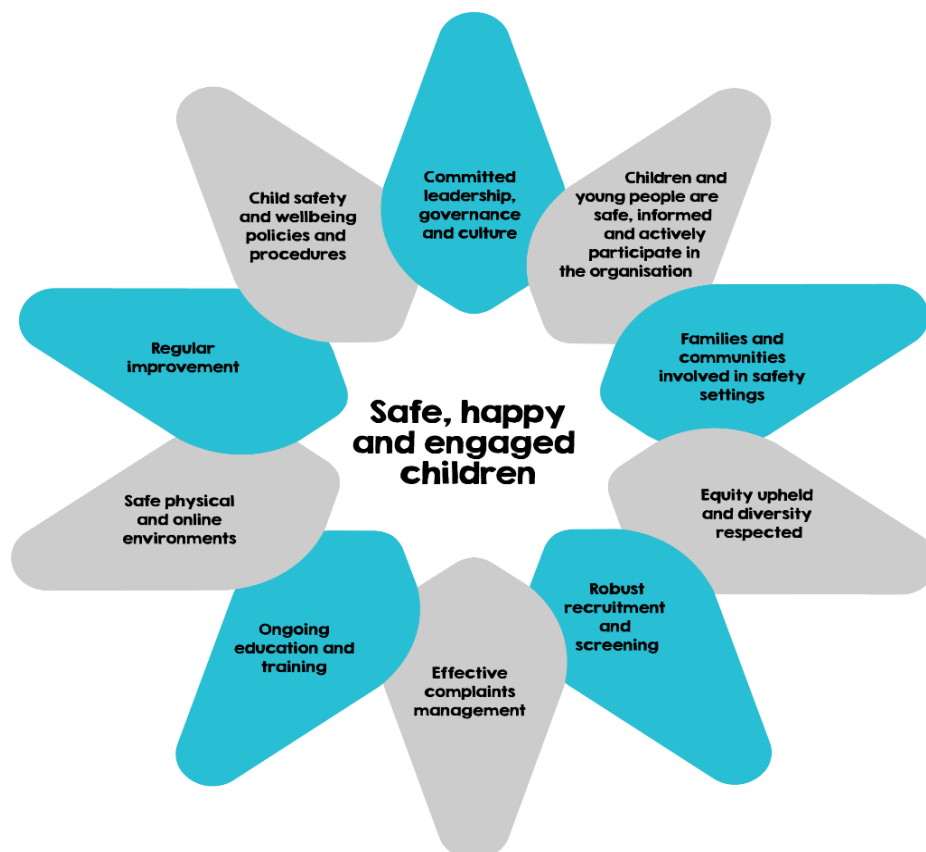 Committed
leadership,
governance
and culture
Children and
young people are
safe, informed
and actively
participate in
the organisation
Families and
communities
involved in safety
settings
Equity upheld
and diversity
respected
Robust
recruitment
and
screening
Effective
complaints
management
Ongoing
education and
training
Safe physical
and online
environments
Regular
improvement
Child safety
and wellbeing
policies and
procedures
Safe, happy
and engaged
children